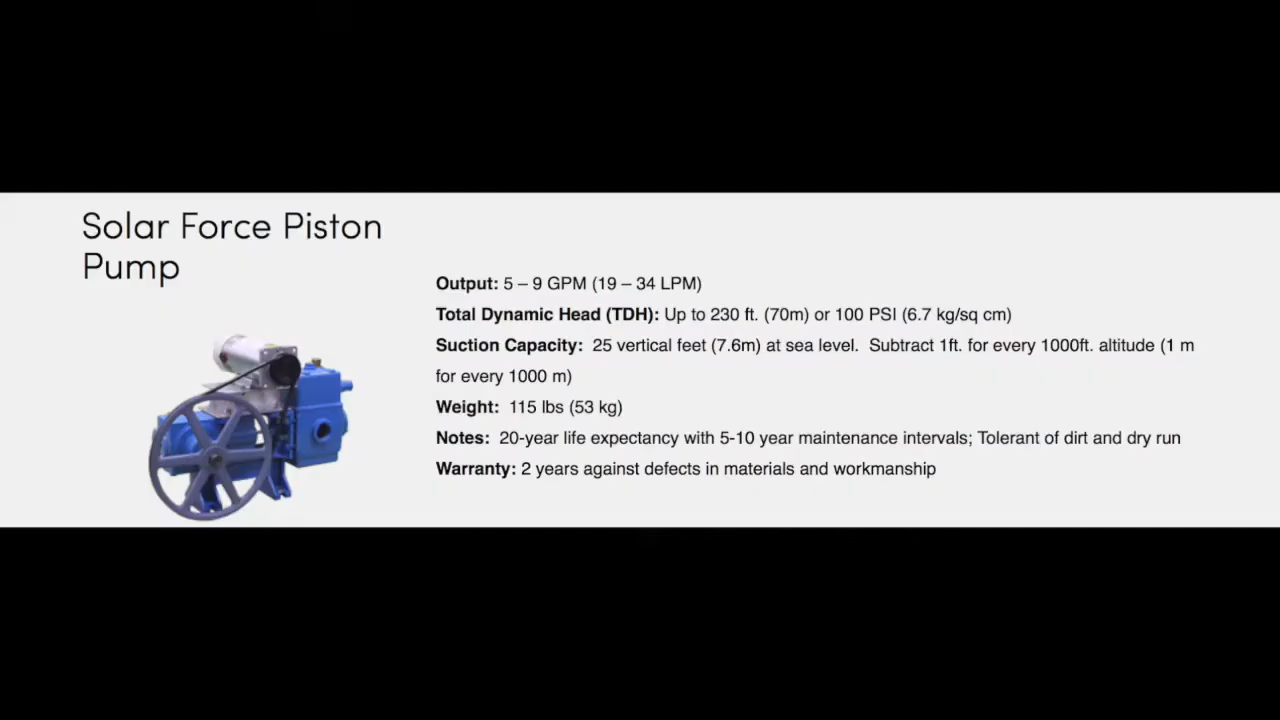 Solar Force Piston
Pump
Output: 5 – 9 GPM (19 – 34 LPM)
Total Dynamic Head (TDH): Up to 230 ft. (70m) or 100 PSI (6.7 kg/sq cm)
Suction Capacity:  25 vertical feet (7.6m) at sea level.  Subtract 1ft. for every 1000ft. altitude (1 m
for every 1000 m)
Weight:  115 lbs (53 kg)
Notes:  20-year life expectancy with 5-10 year maintenance intervals; Tolerant of dirt and dry run
Warranty: 2 years against defects in materials and workmanship